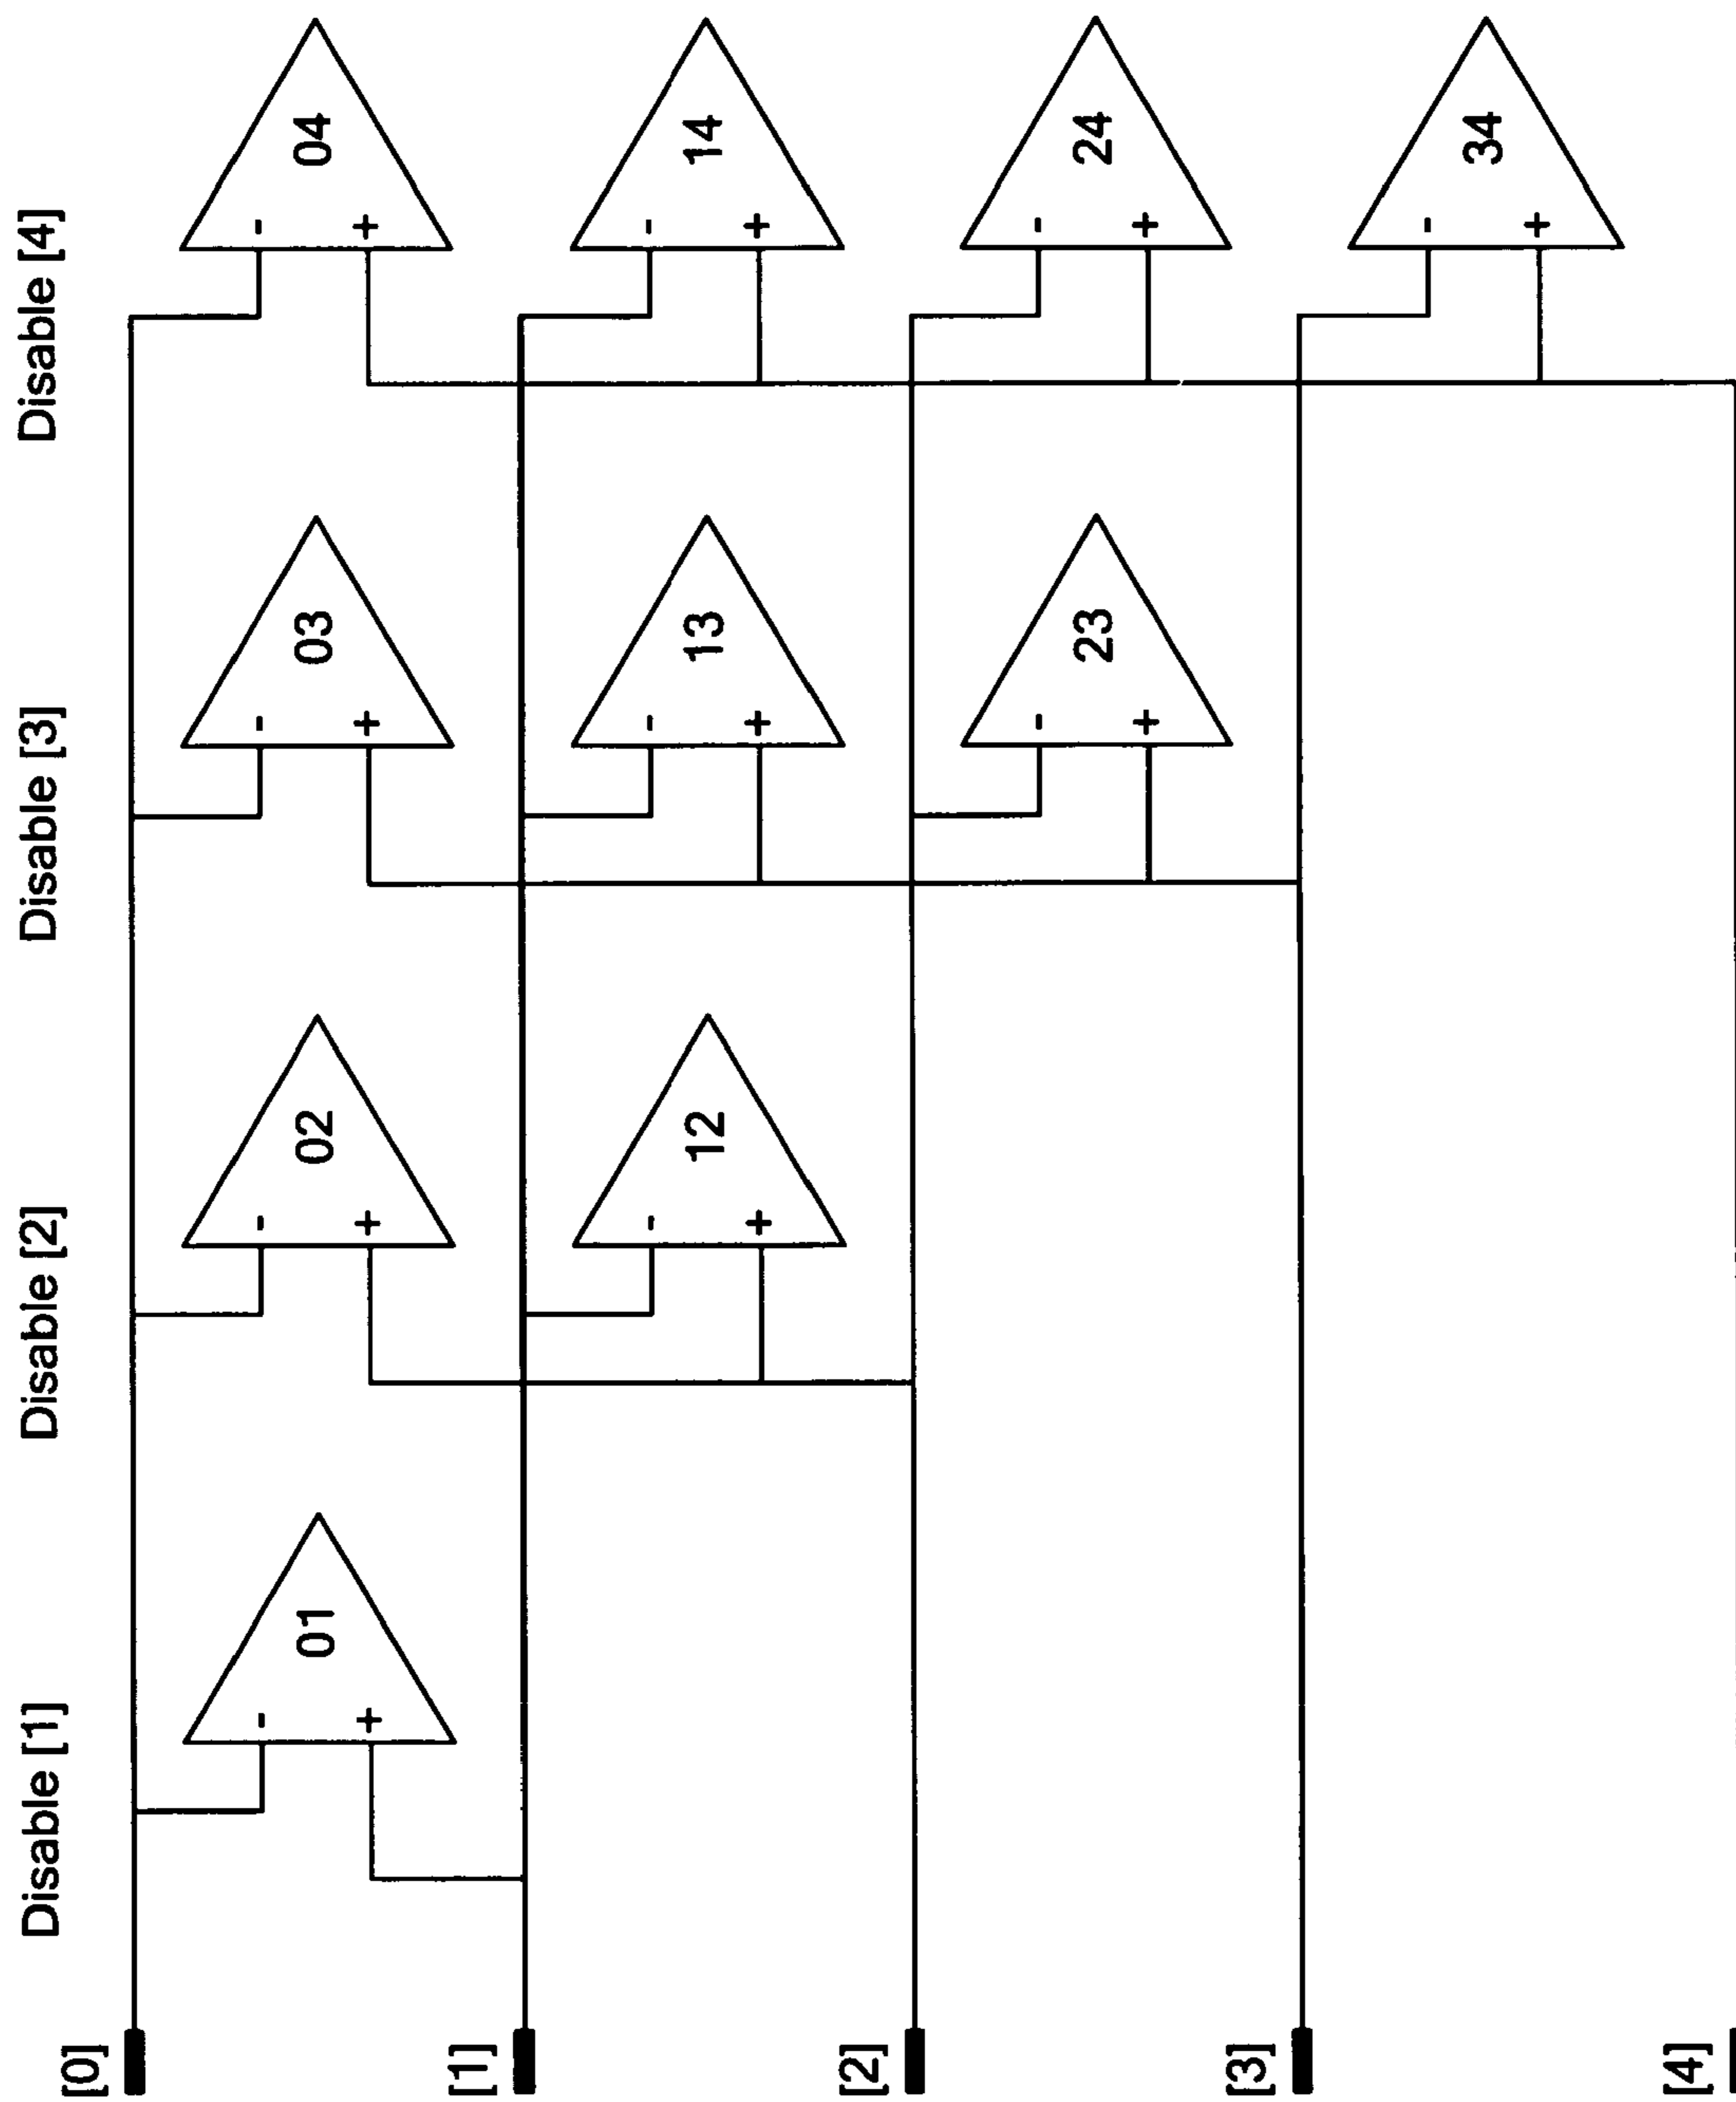 Disable [1] Disable [2] Disable [3] Disable [4]
[0]
- - - -
01 02 03 04
+ + + +
[1]
- - -
12 13 14
+ + +
[2]
- -
23 24
+ +
[3]
-
34
+
[4]